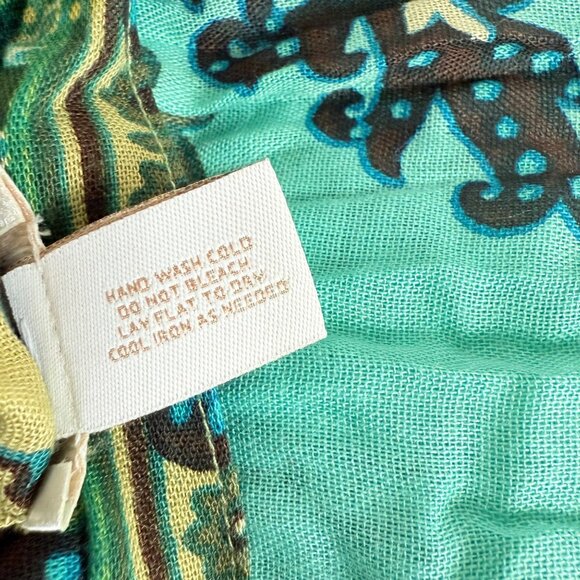 HAND WASH COLD
DO NOT BLEACH
LAY FLAT TO DRY
COOL IRON AS NEEDED